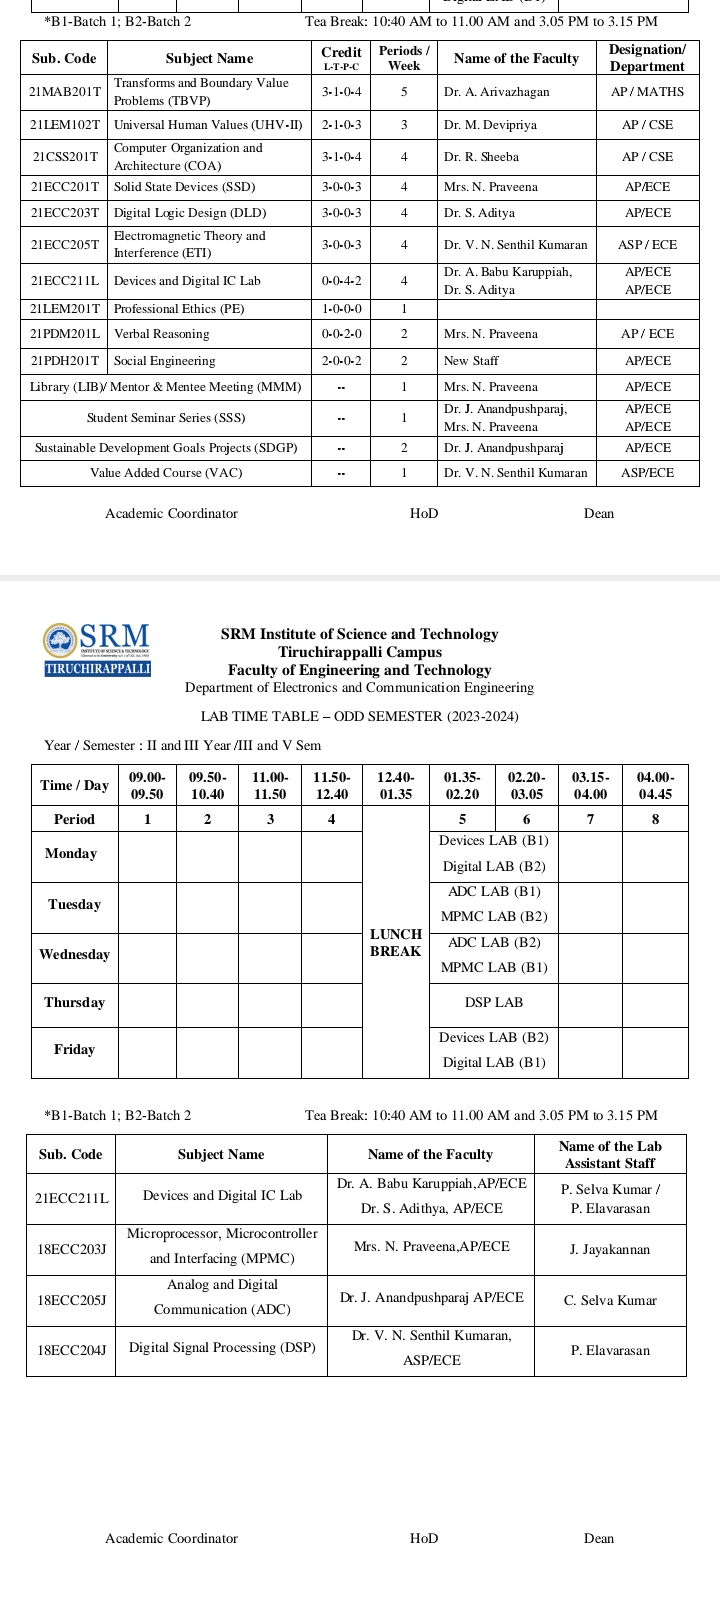 *B1-Batch 1; B2-Batch 2 Tea Break: 10:40 AM to 11.00 AM and 3.05 PM to 3.15 PM
Sub. Code Subject Name Credit L-T-P-C Periods / Week Name of the Faculty Designation/ Department
21MAB201T Transforms and Boundary Value Problems (TBVP) 3-1-0-4 5 Dr. A. Arivazhagan AP / MATHS
21LEM102T Universal Human Values (UHV-II) 2-1-0-3 3 Dr. M. Devipriya AP / CSE
21CSS201T Computer Organization and Architecture (COA) 3-1-0-4 4 Dr. R. Sheeba AP / CSE
21ECC201T Solid State Devices (SSD) 3-0-0-3 4 Mrs. N. Praveena AP/ECE
21ECC203T Digital Logic Design (DLD) 3-0-0-3 4 Dr. S. Aditya AP/ECE
21ECC205T Electromagnetic Theory and Interference (ETI) 3-0-0-3 4 Dr. V. N. Senthil Kumaran ASP / ECE
21ECC211L Devices and Digital IC Lab 0-0-4-2 4 Dr. A. Babu Karuppiah, Dr. S. Aditya AP/ECE AP/ECE
21LEM201T Professional Ethics (PE) 1-0-0-0 1
21PDM201L Verbal Reasoning 0-0-2-0 2 Mrs. N. Praveena AP / ECE
21PDH201T Social Engineering 2-0-0-2 2 New Staff AP/ECE
Library (LIB)/ Mentor & Mentee Meeting (MMM) -- 1 Mrs. N. Praveena AP/ECE
Student Seminar Series (SSS) -- 1 Dr. J. Anandpushparaj, Mrs. N. Praveena AP/ECE AP/ECE
Sustainable Development Goals Projects (SDGP) -- 2 Dr. J. Anandpushparaj AP/ECE
Value Added Course (VAC) -- 1 Dr. V. N. Senthil Kumaran ASP/ECE
Academic Coordinator HoD Dean
SRM
TIRUCHIRAPPALLI
SRM Institute of Science and Technology
Tiruchirappalli Campus
Faculty of Engineering and Technology
Department of Electronics and Communication Engineering
LAB TIME TABLE – ODD SEMESTER (2023-2024)
Year / Semester : II and III Year /III and V Sem
Time / Day 09.00-09.50 09.50-10.40 11.00-11.50 11.50-12.40 12.40-01.35 01.35-02.20 02.20-03.05 03.15-04.00 04.00-04.45
Period 1 2 3 4 5 6 7 8
LUNCH BREAK
Monday Devices LAB (B1) Digital LAB (B2)
Tuesday ADC LAB (B1) MPMC LAB (B2)
Wednesday ADC LAB (B2) MPMC LAB (B1)
Thursday DSP LAB
Friday Devices LAB (B2) Digital LAB (B1)
*B1-Batch 1; B2-Batch 2 Tea Break: 10:40 AM to 11.00 AM and 3.05 PM to 3.15 PM
Sub. Code Subject Name Name of the Faculty Name of the Lab Assistant Staff
21ECC211L Devices and Digital IC Lab Dr. A. Babu Karuppiah,AP/ECE Dr. S. Adithya, AP/ECE P. Selva Kumar / P. Elavarasan
18ECC203J Microprocessor, Microcontroller and Interfacing (MPMC) Mrs. N. Praveena,AP/ECE J. Jayakannan
18ECC205J Analog and Digital Communication (ADC) Dr. J. Anandpushparaj AP/ECE C. Selva Kumar
18ECC204J Digital Signal Processing (DSP) Dr. V. N. Senthil Kumaran, ASP/ECE P. Elavarasan
Academic Coordinator HoD Dean